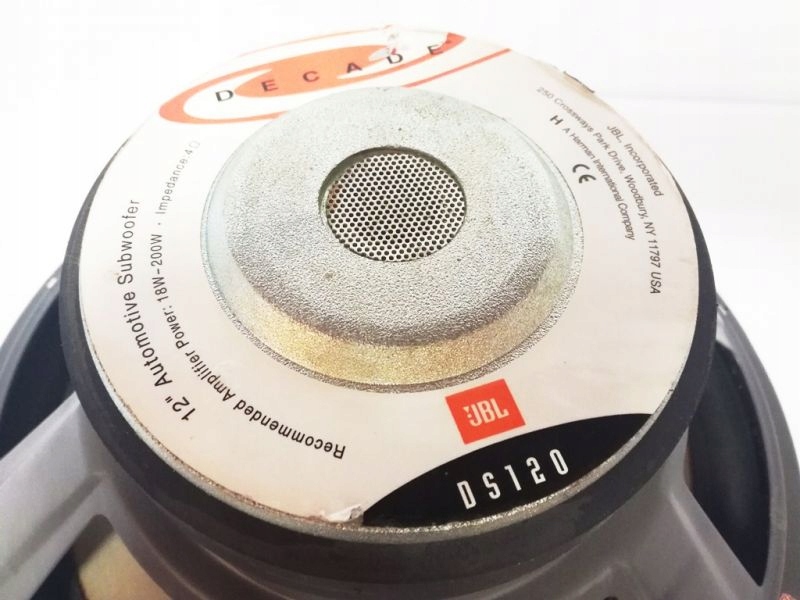 DECADE
JBL, Incorporated
250 Crossways Park Drive, Woodbury, NY 11797 USA
H A Harman International Company
CE
12" Automotive Subwoofer
Recommended Amplifier Power: 18W–200W · Impedance 4Ω
JBL
DS120